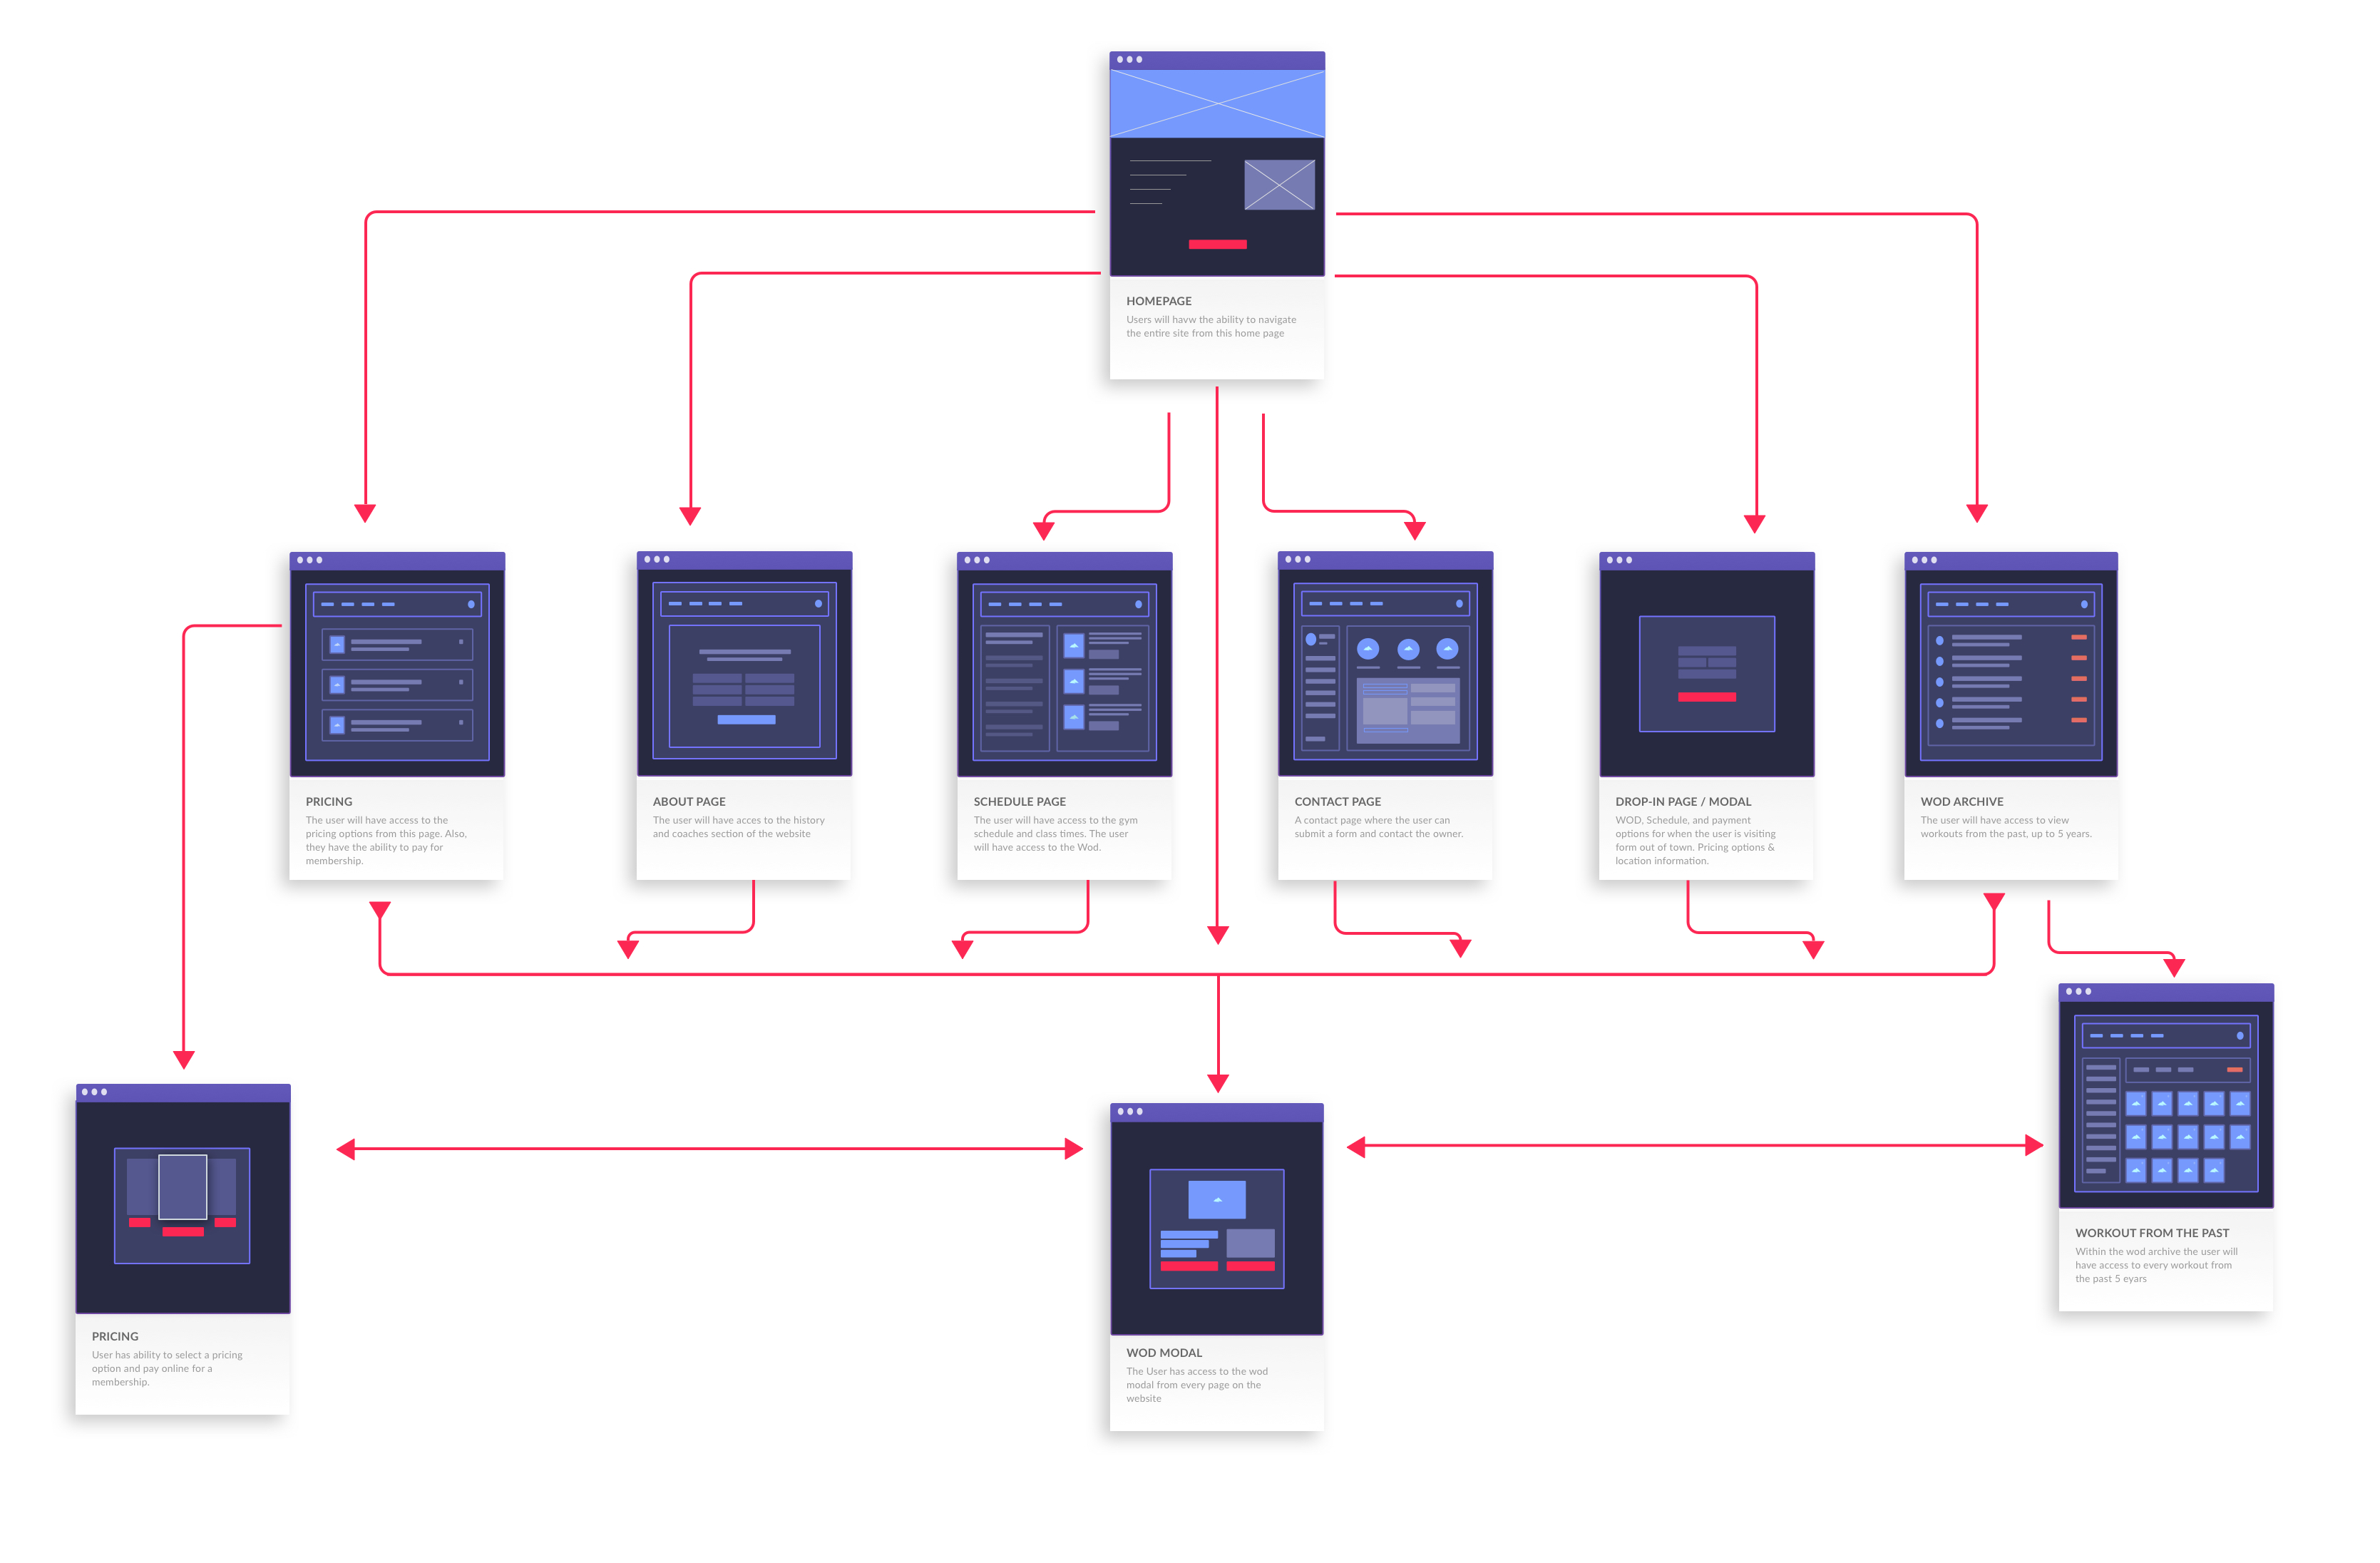 HOMEPAGE
Users will havw the ability to navigate
the entire site from this home page
PRICING
The user will have access to the
pricing options from this page. Also,
they have the ability to pay for
membership.
ABOUT PAGE
The user will have acces to the history
and coaches section of the website
SCHEDULE PAGE
The user will have access to the gym
schedule and class times. The user
will have access to the Wod.
CONTACT PAGE
A contact page where the user can
submit a form and contact the owner.
DROP-IN PAGE / MODAL
WOD, Schedule, and payment
options for when the user is visiting
form out of town. Pricing options &
location information.
WOD ARCHIVE
The user will have access to view
workouts from the past, up to 5 years.
PRICING
User has ability to select a pricing
option and pay online for a
membership.
WOD MODAL
The User has access to the wod
modal from every page on the
website
WORKOUT FROM THE PAST
Within the wod archive the user will
have access to every workout from
the past 5 eyars